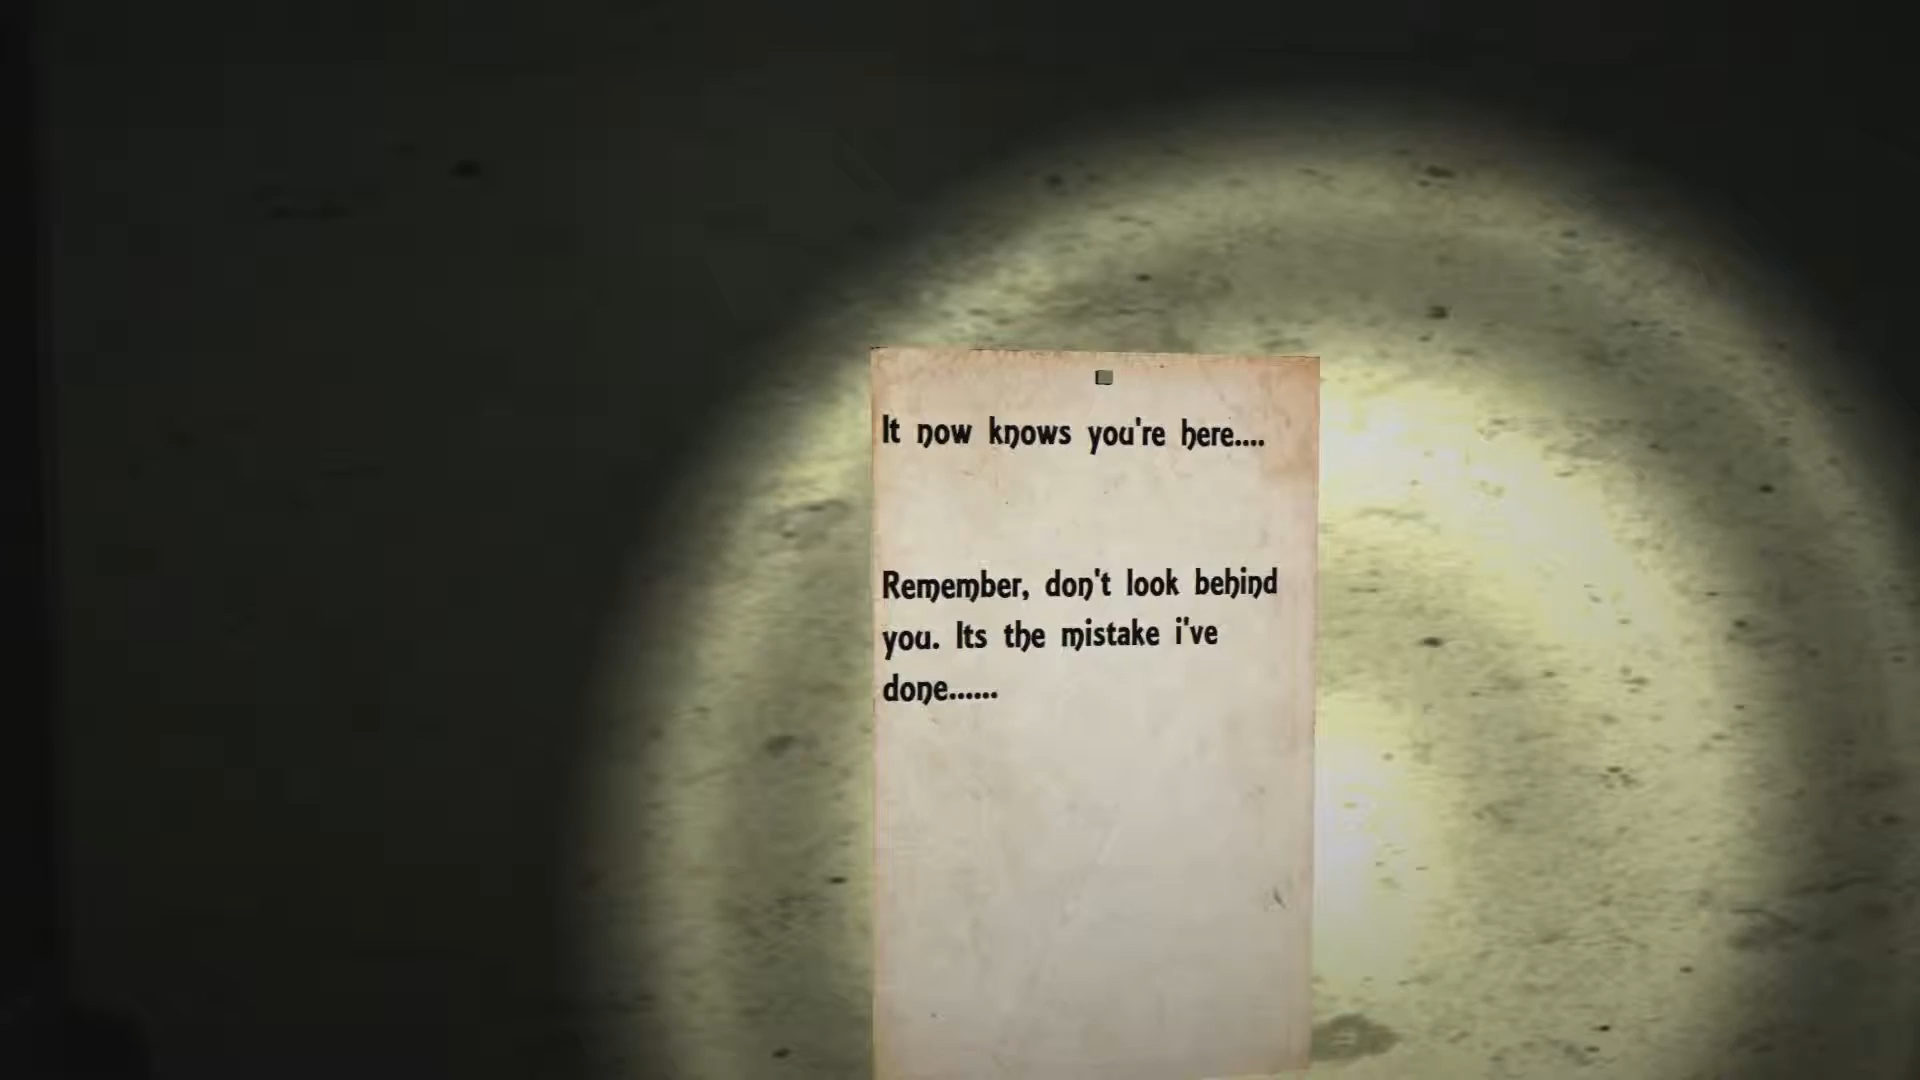 It now knows you're here....
Remember, don't look behind
you. Its the mistake i've
done......